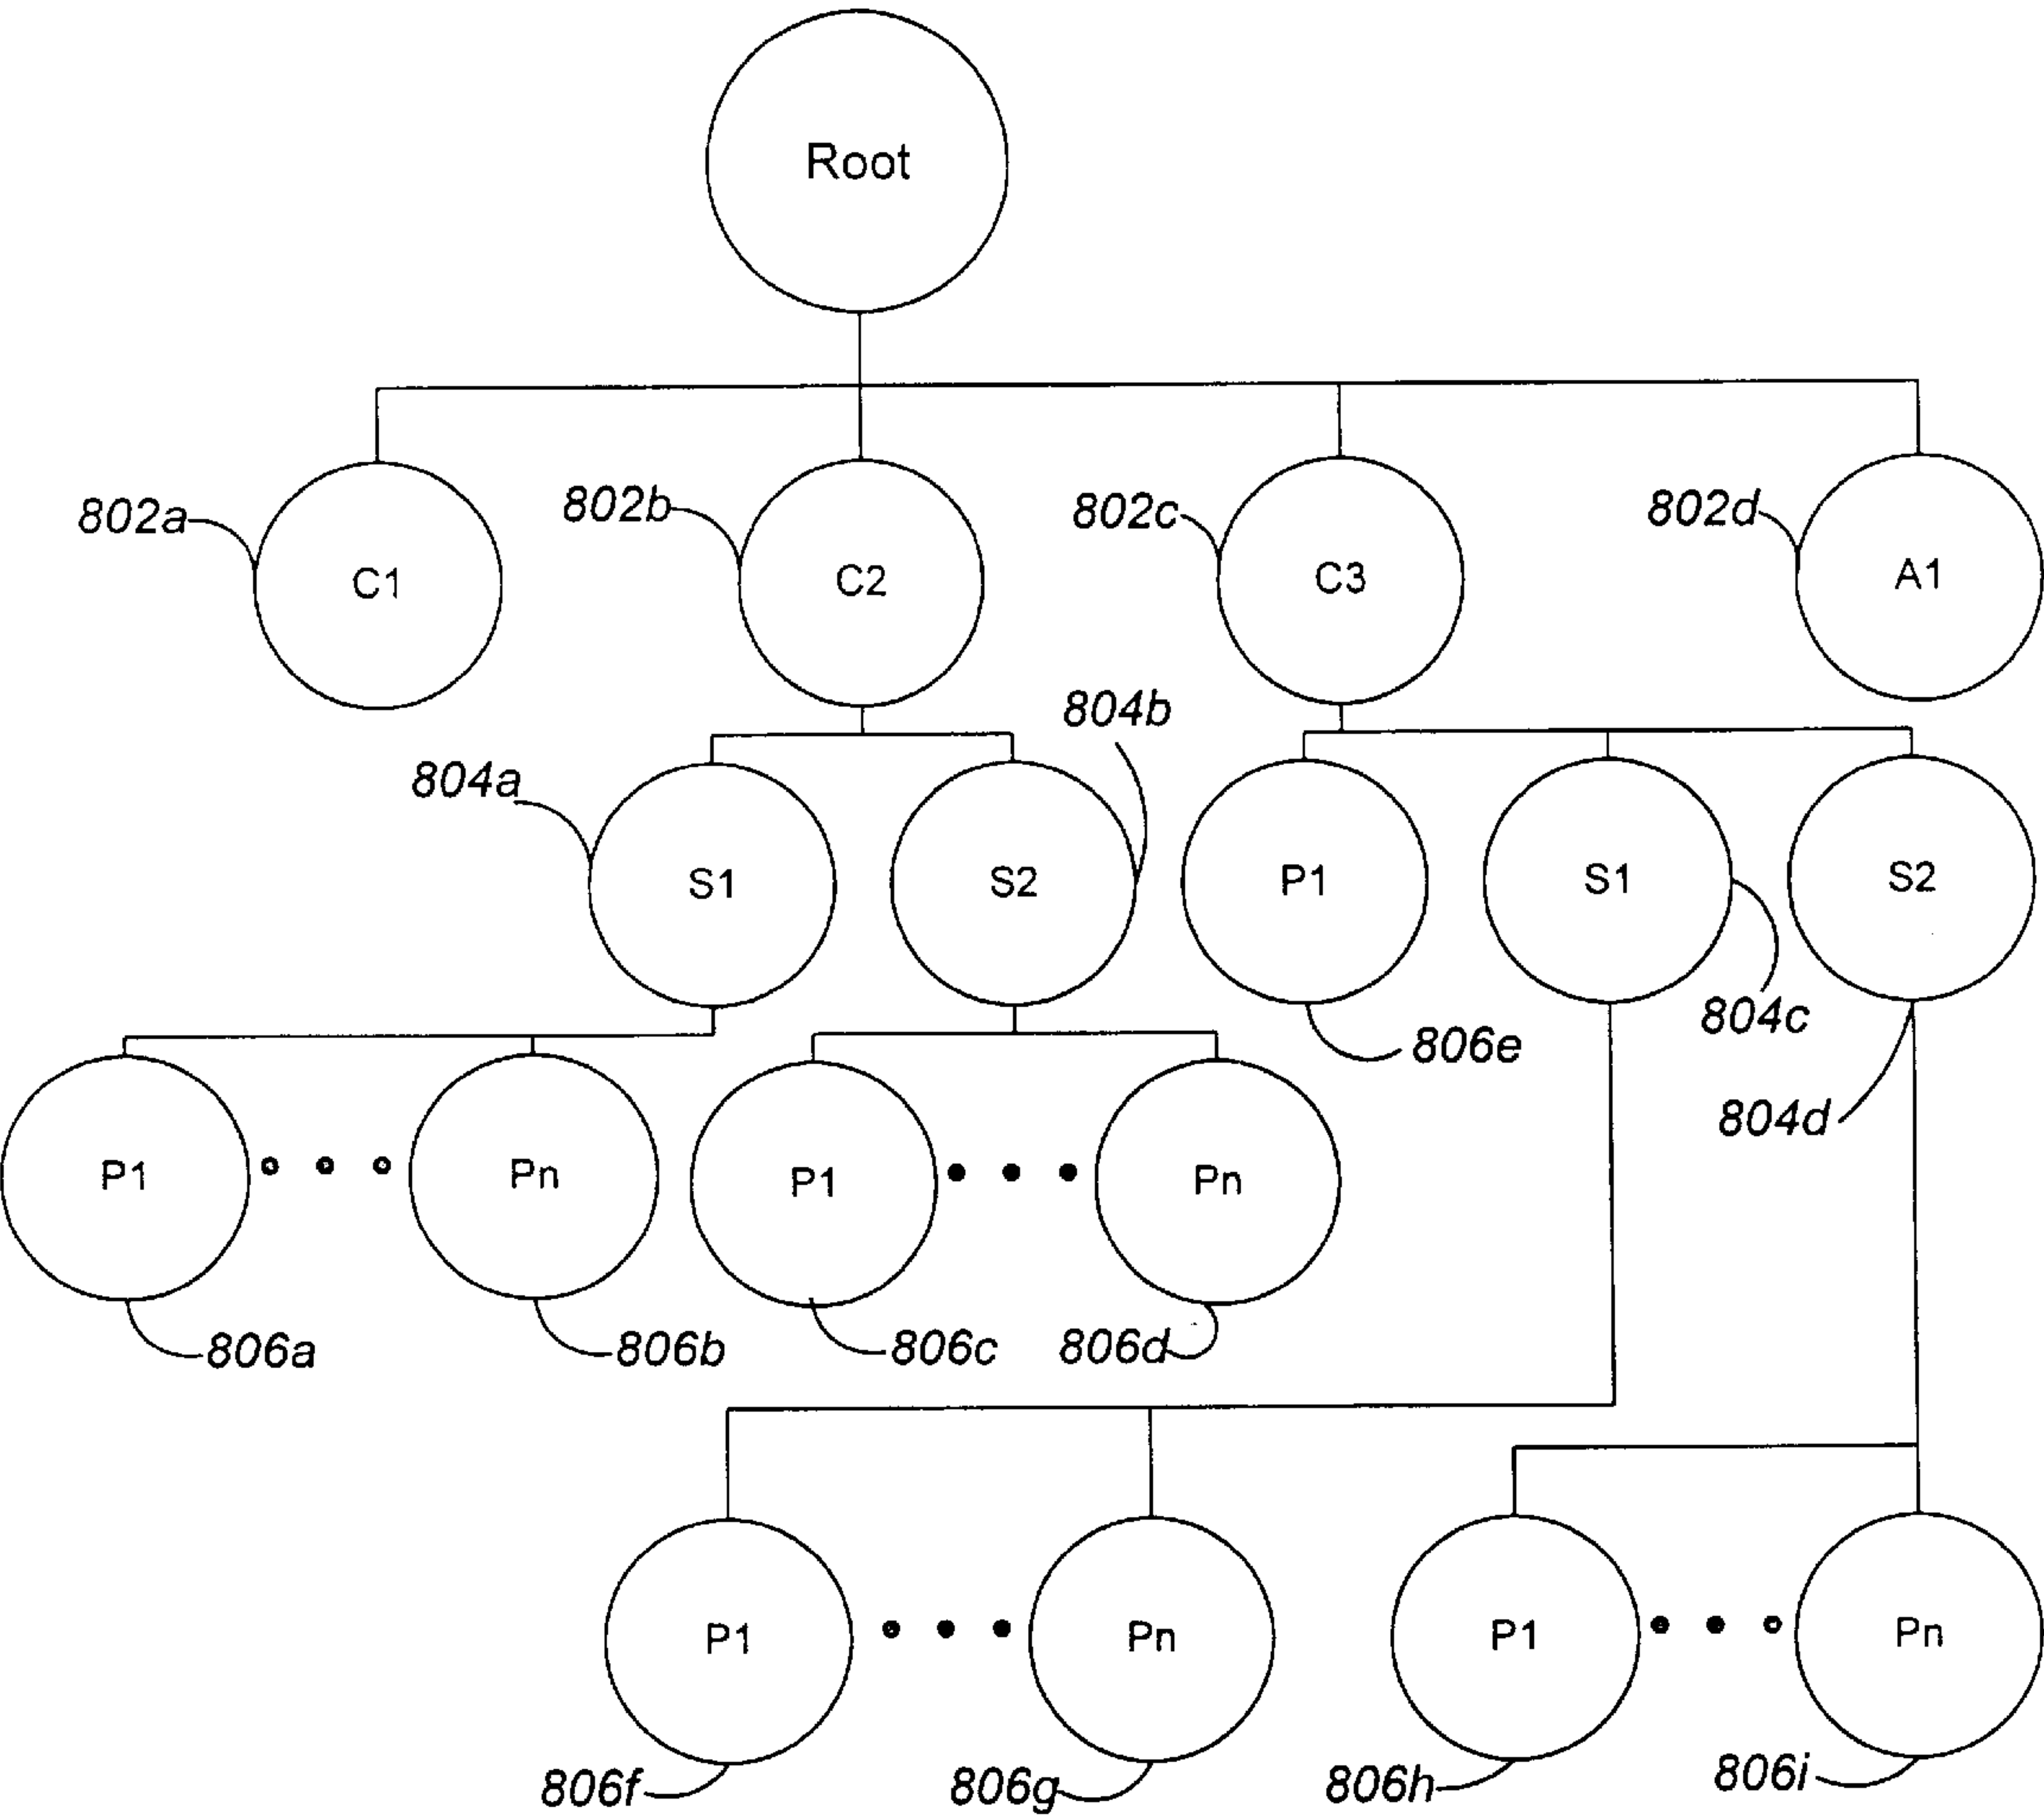 Root
802a
802b
802c
802d
C1
C2
C3
A1
804b
804a
S1
S2
P1
S1
S2
804c
806e
804d
P1
Pn
P1
Pn
806a
806b
806c
806d
P1
Pn
P1
Pn
806f
806g
806h
806i